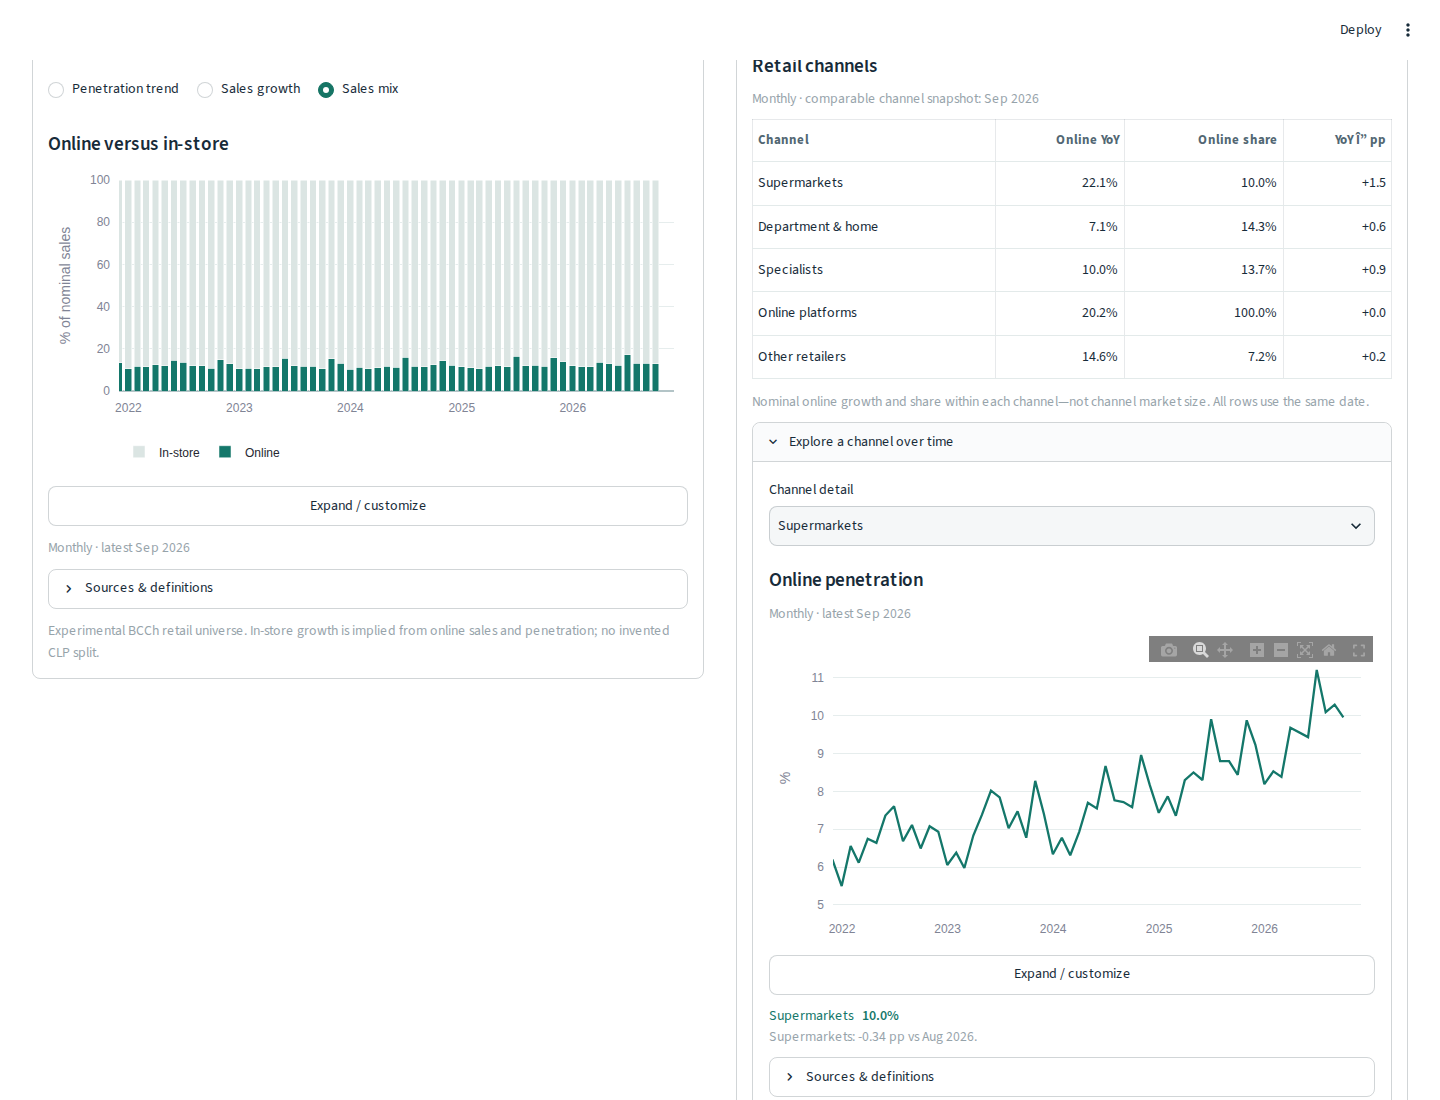 Deploy
Penetration trend
Sales growth
Sales mix
Online versus in-store
% of nominal sales
100
80
60
40
20
0
2022
2023
2024
2025
2026
In-store
Online
Expand / customize
Monthly · latest Sep 2026
Sources & definitions
Experimental BCCh retail universe. In-store growth is implied from online sales and penetration; no invented
CLP split.
Retail channels
Monthly · comparable channel snapshot: Sep 2026
Channel Online YoY Online share YoY Î” pp
Supermarkets 22.1% 10.0% +1.5
Department & home 7.1% 14.3% +0.6
Specialists 10.0% 13.7% +0.9
Online platforms 20.2% 100.0% +0.0
Other retailers 14.6% 7.2% +0.2
Nominal online growth and share within each channel—not channel market size. All rows use the same date.
Explore a channel over time
Channel detail
Supermarkets
Online penetration
Monthly · latest Sep 2026
%
11
10
9
8
7
6
5
2022
2023
2024
2025
2026
Expand / customize
Supermarkets 10.0%
Supermarkets: -0.34 pp vs Aug 2026.
Sources & definitions